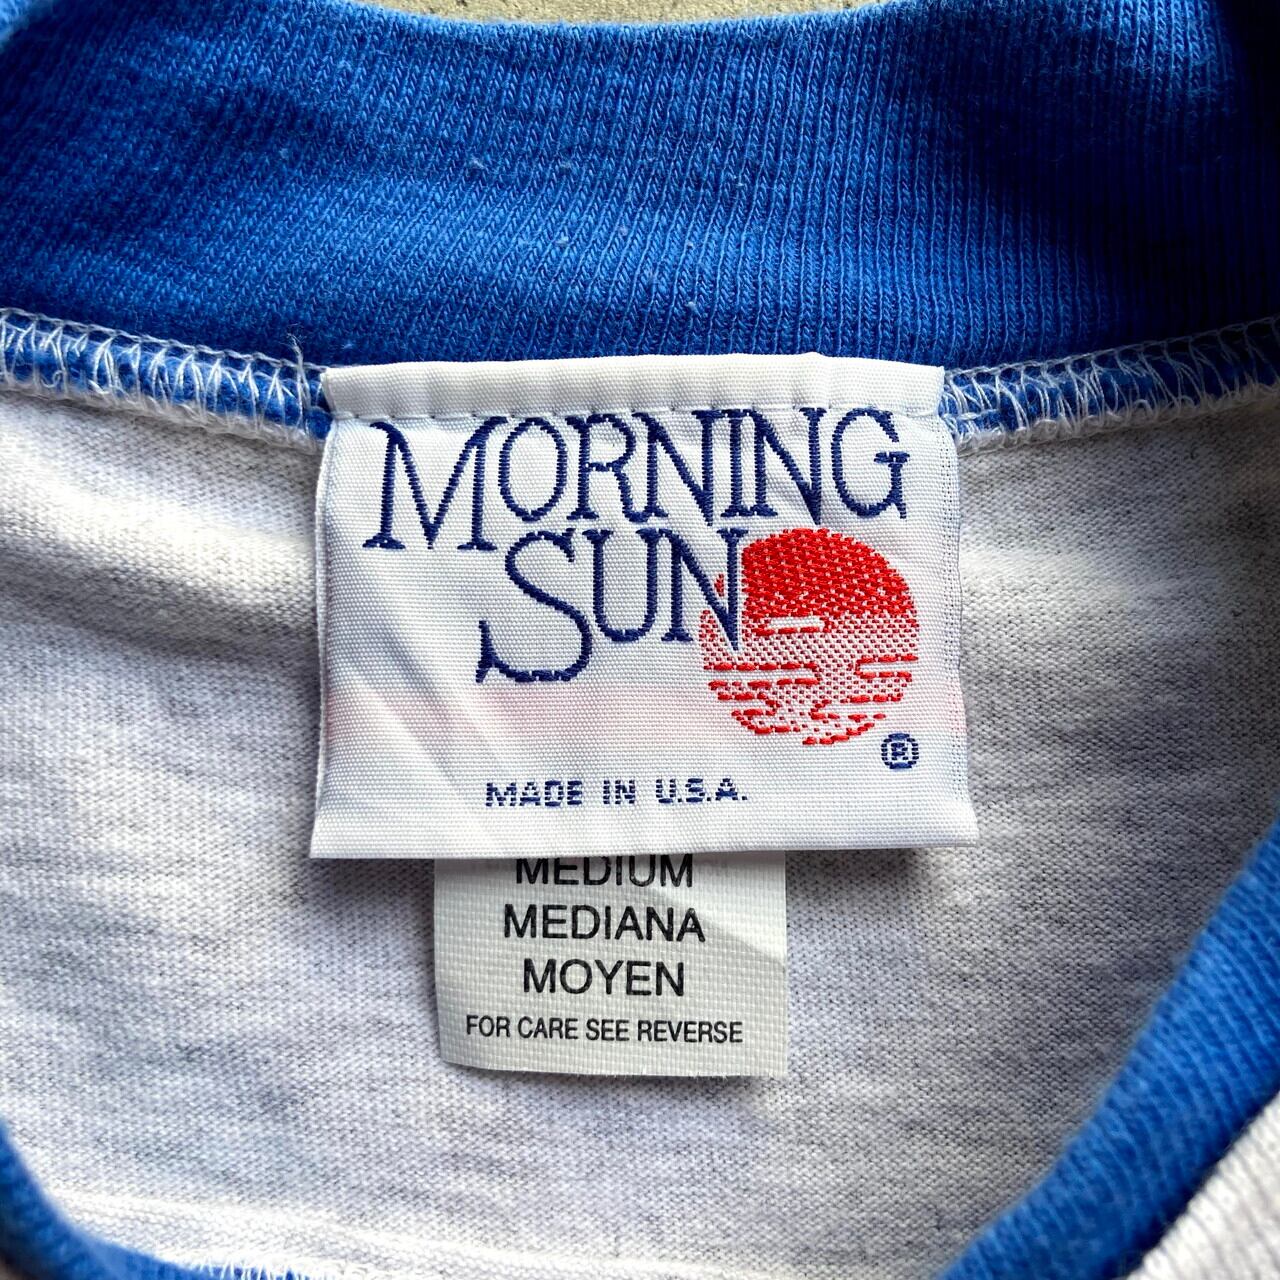 MORNING
SUN
®
MADE IN U.S.A.
MEDIUM
MEDIANA
MOYEN
FOR CARE SEE REVERSE